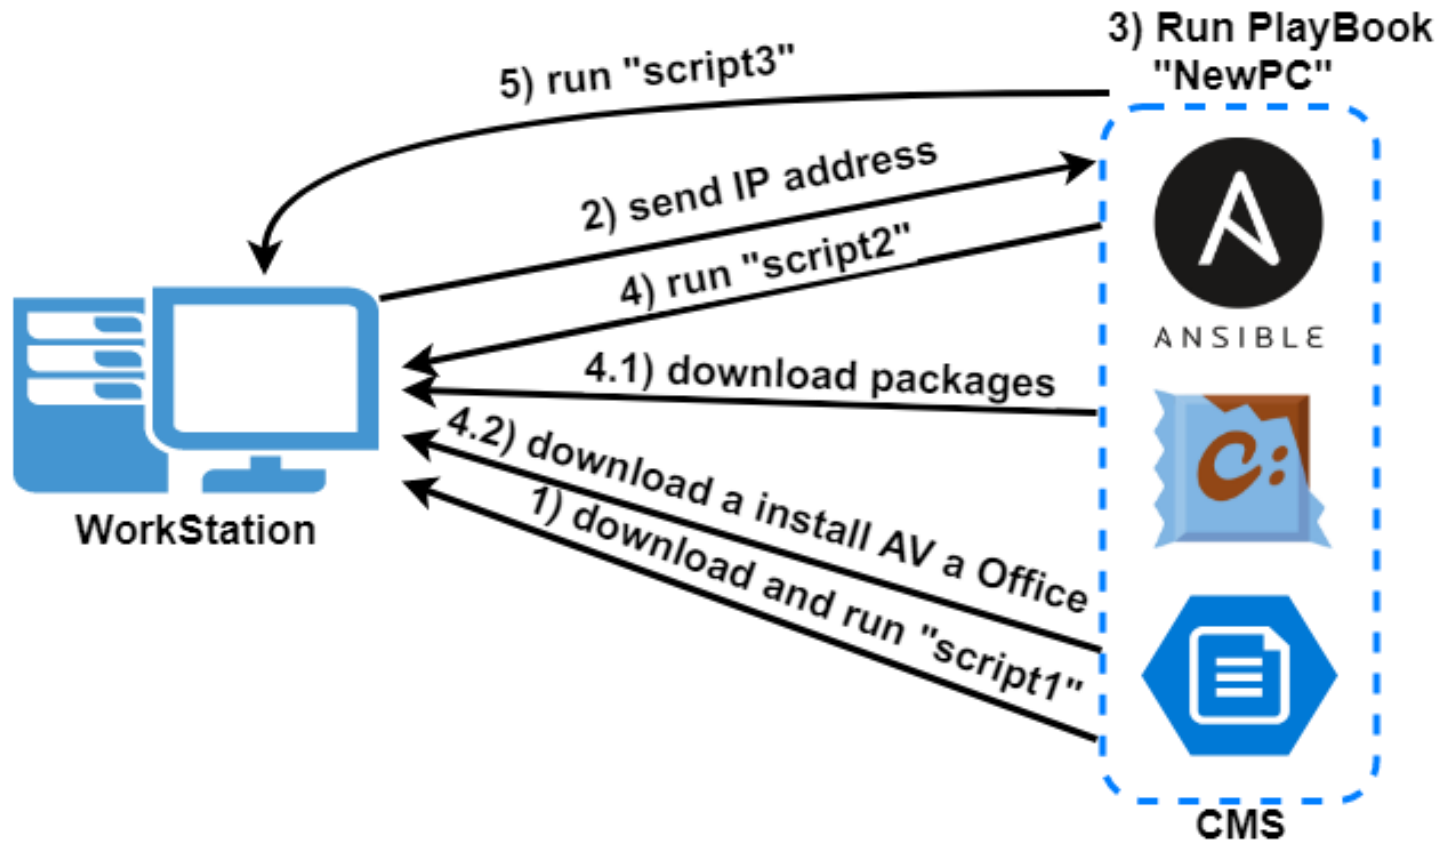 3) Run PlayBook
"NewPC"
5) run "script3"
2) send IP address
4) run "script2"
ANSIBLE
4.1) download packages
C:
4.2) download a install AV a Office
1) download and run "script1"
WorkStation
CMS